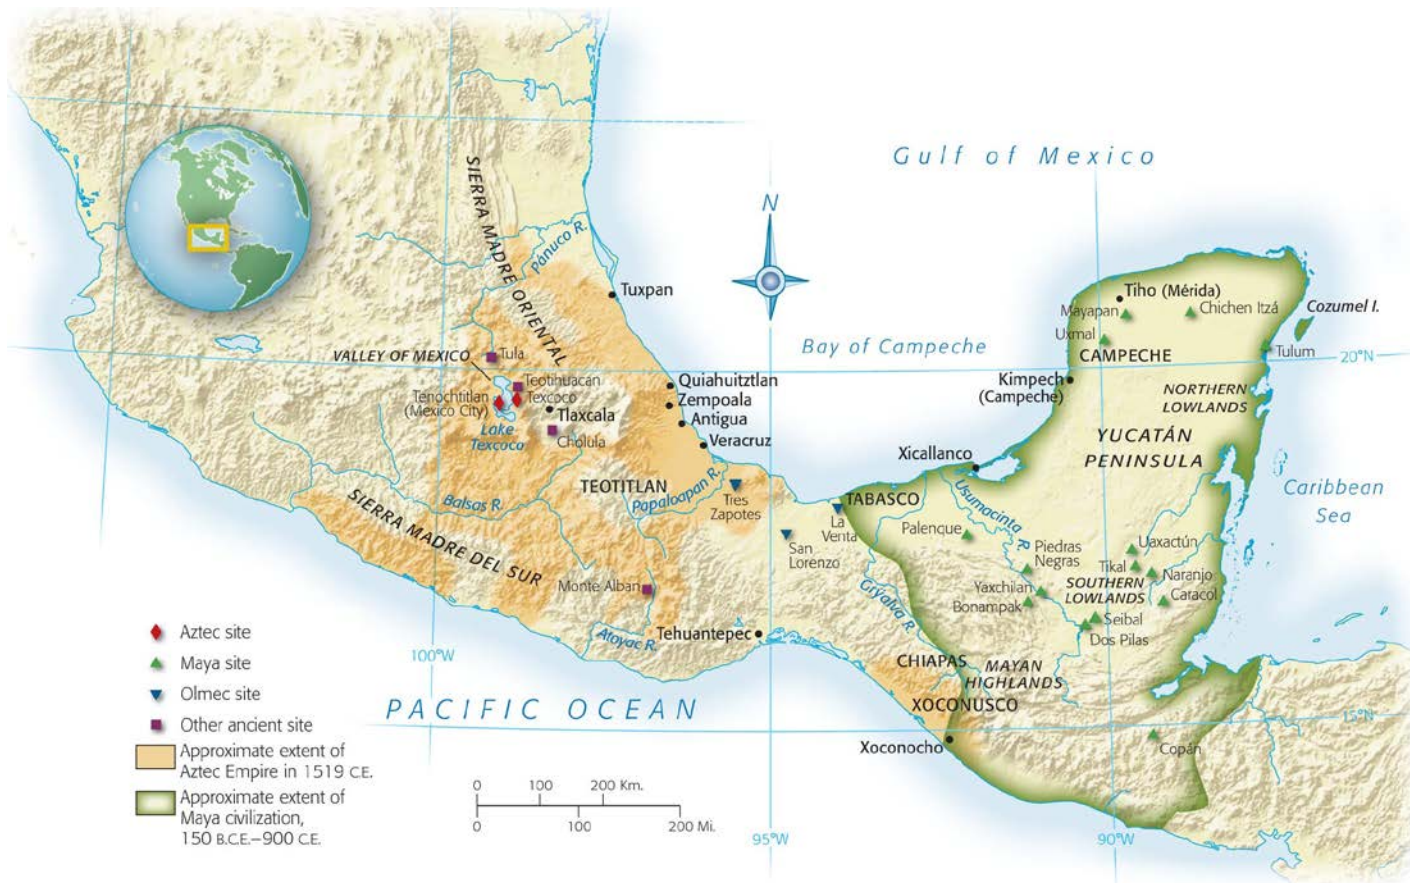 Gulf of Mexico
N
SIERRA MADRE ORIENTAL
Pánuco R.
Tuxpan
Tiho (Mérida)
Mayapan
Chichen Itzá
Cozumel I.
Uxmal
VALLEY OF MEXICO
Tula
Bay of Campeche
CAMPECHE
Tulum
20°N
Teotihuacán
Quiahuitztlan
Kimpech
(Campeche)
NORTHERN
LOWLANDS
Tenochtitlan
(Mexico City)
Texcoco
Zempoala
Tlaxcala
Antigua
Lake
Texcoco
Cholula
Veracruz
YUCATÁN
PENINSULA
Xicallanco
TEOTITLAN
Papaloapan R.
Caribbean
Sea
Balsas R.
Tres
Zapotes
TABASCO
Usumacinta R.
SIERRA MADRE DEL SUR
La
Venta
Palenque
San
Lorenzo
Piedras
Negras
Uaxactún
Tikal
Naranjo
Monte Alban
Yaxchilan
SOUTHERN
LOWLANDS
Bonampak
Caracol
Gryalva R.
Seibal
Dos Pilas
Atoyac R.
Tehuantepec
100°W
CHIAPAS
MAYAN
HIGHLANDS
PACIFIC OCEAN
XOCONUSCO
15°N
Xoconocho
Copán
Aztec site
Maya site
Olmec site
Other ancient site
Approximate extent of
Aztec Empire in 1519 C.E.
Approximate extent of
Maya civilization,
150 B.C.E.–900 C.E.
0 100 200 Km.
0 100 200 Mi.
95°W
90°W